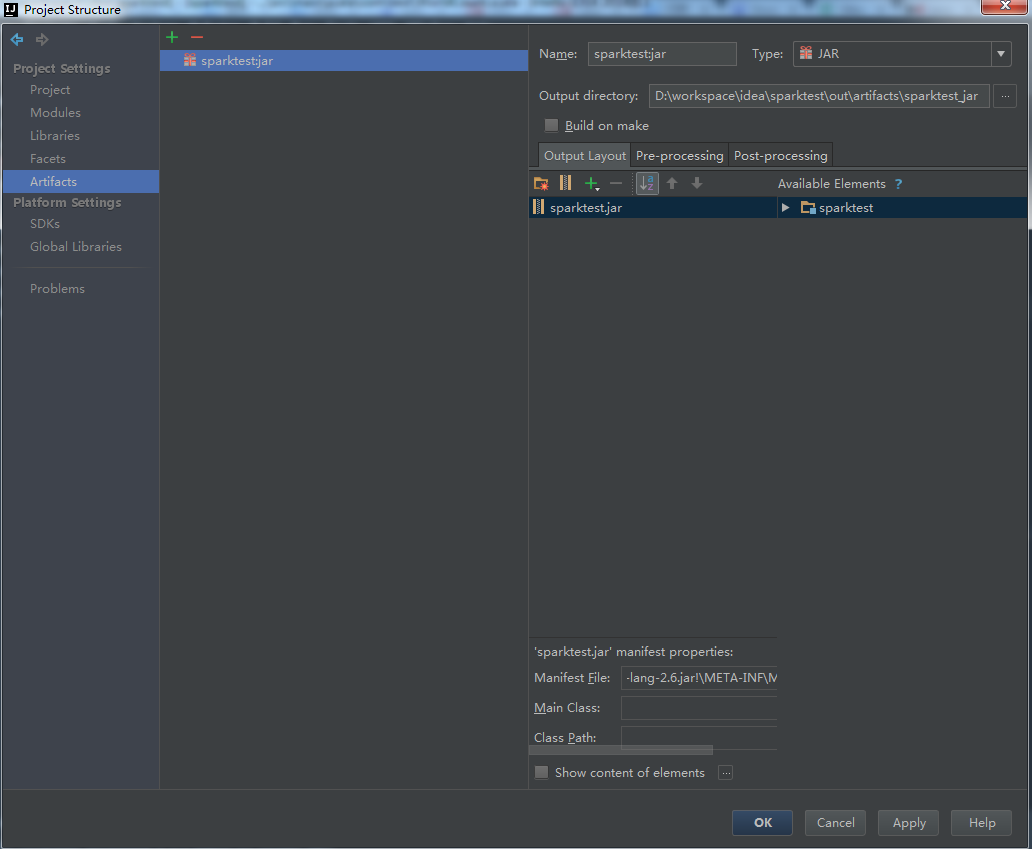 Project Structure
Project Settings
Project
Modules
Libraries
Facets
Artifacts
Platform Settings
SDKs
Global Libraries
Problems
sparktest:jar
Name: sparktest:jar Type: JAR
Output directory: D:\workspace\idea\sparktest\out\artifacts\sparktest_jar ...
Build on make
Output Layout Pre-processing Post-processing
Available Elements ?
sparktest.jar
sparktest
'sparktest.jar' manifest properties:
Manifest File: -lang-2.6.jar!\META-INF\M
Main Class:
Class Path:
Show content of elements ...
OK Cancel Apply Help